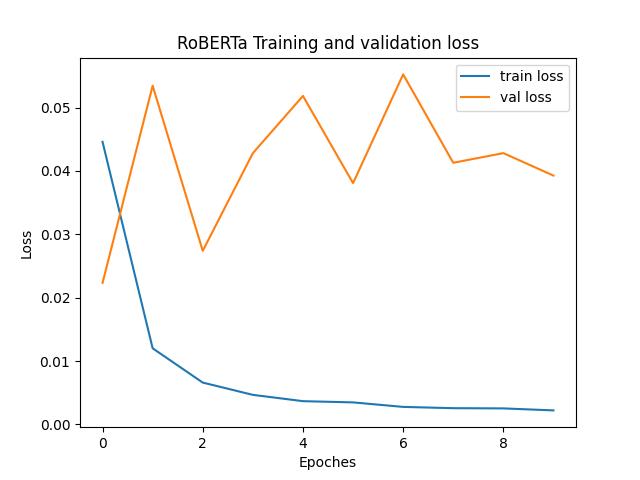 RoBERTa Training and validation loss
train loss
val loss
0.05
0.04
0.03
0.02
0.01
0.00
Loss
0 2 4 6 8
Epoches